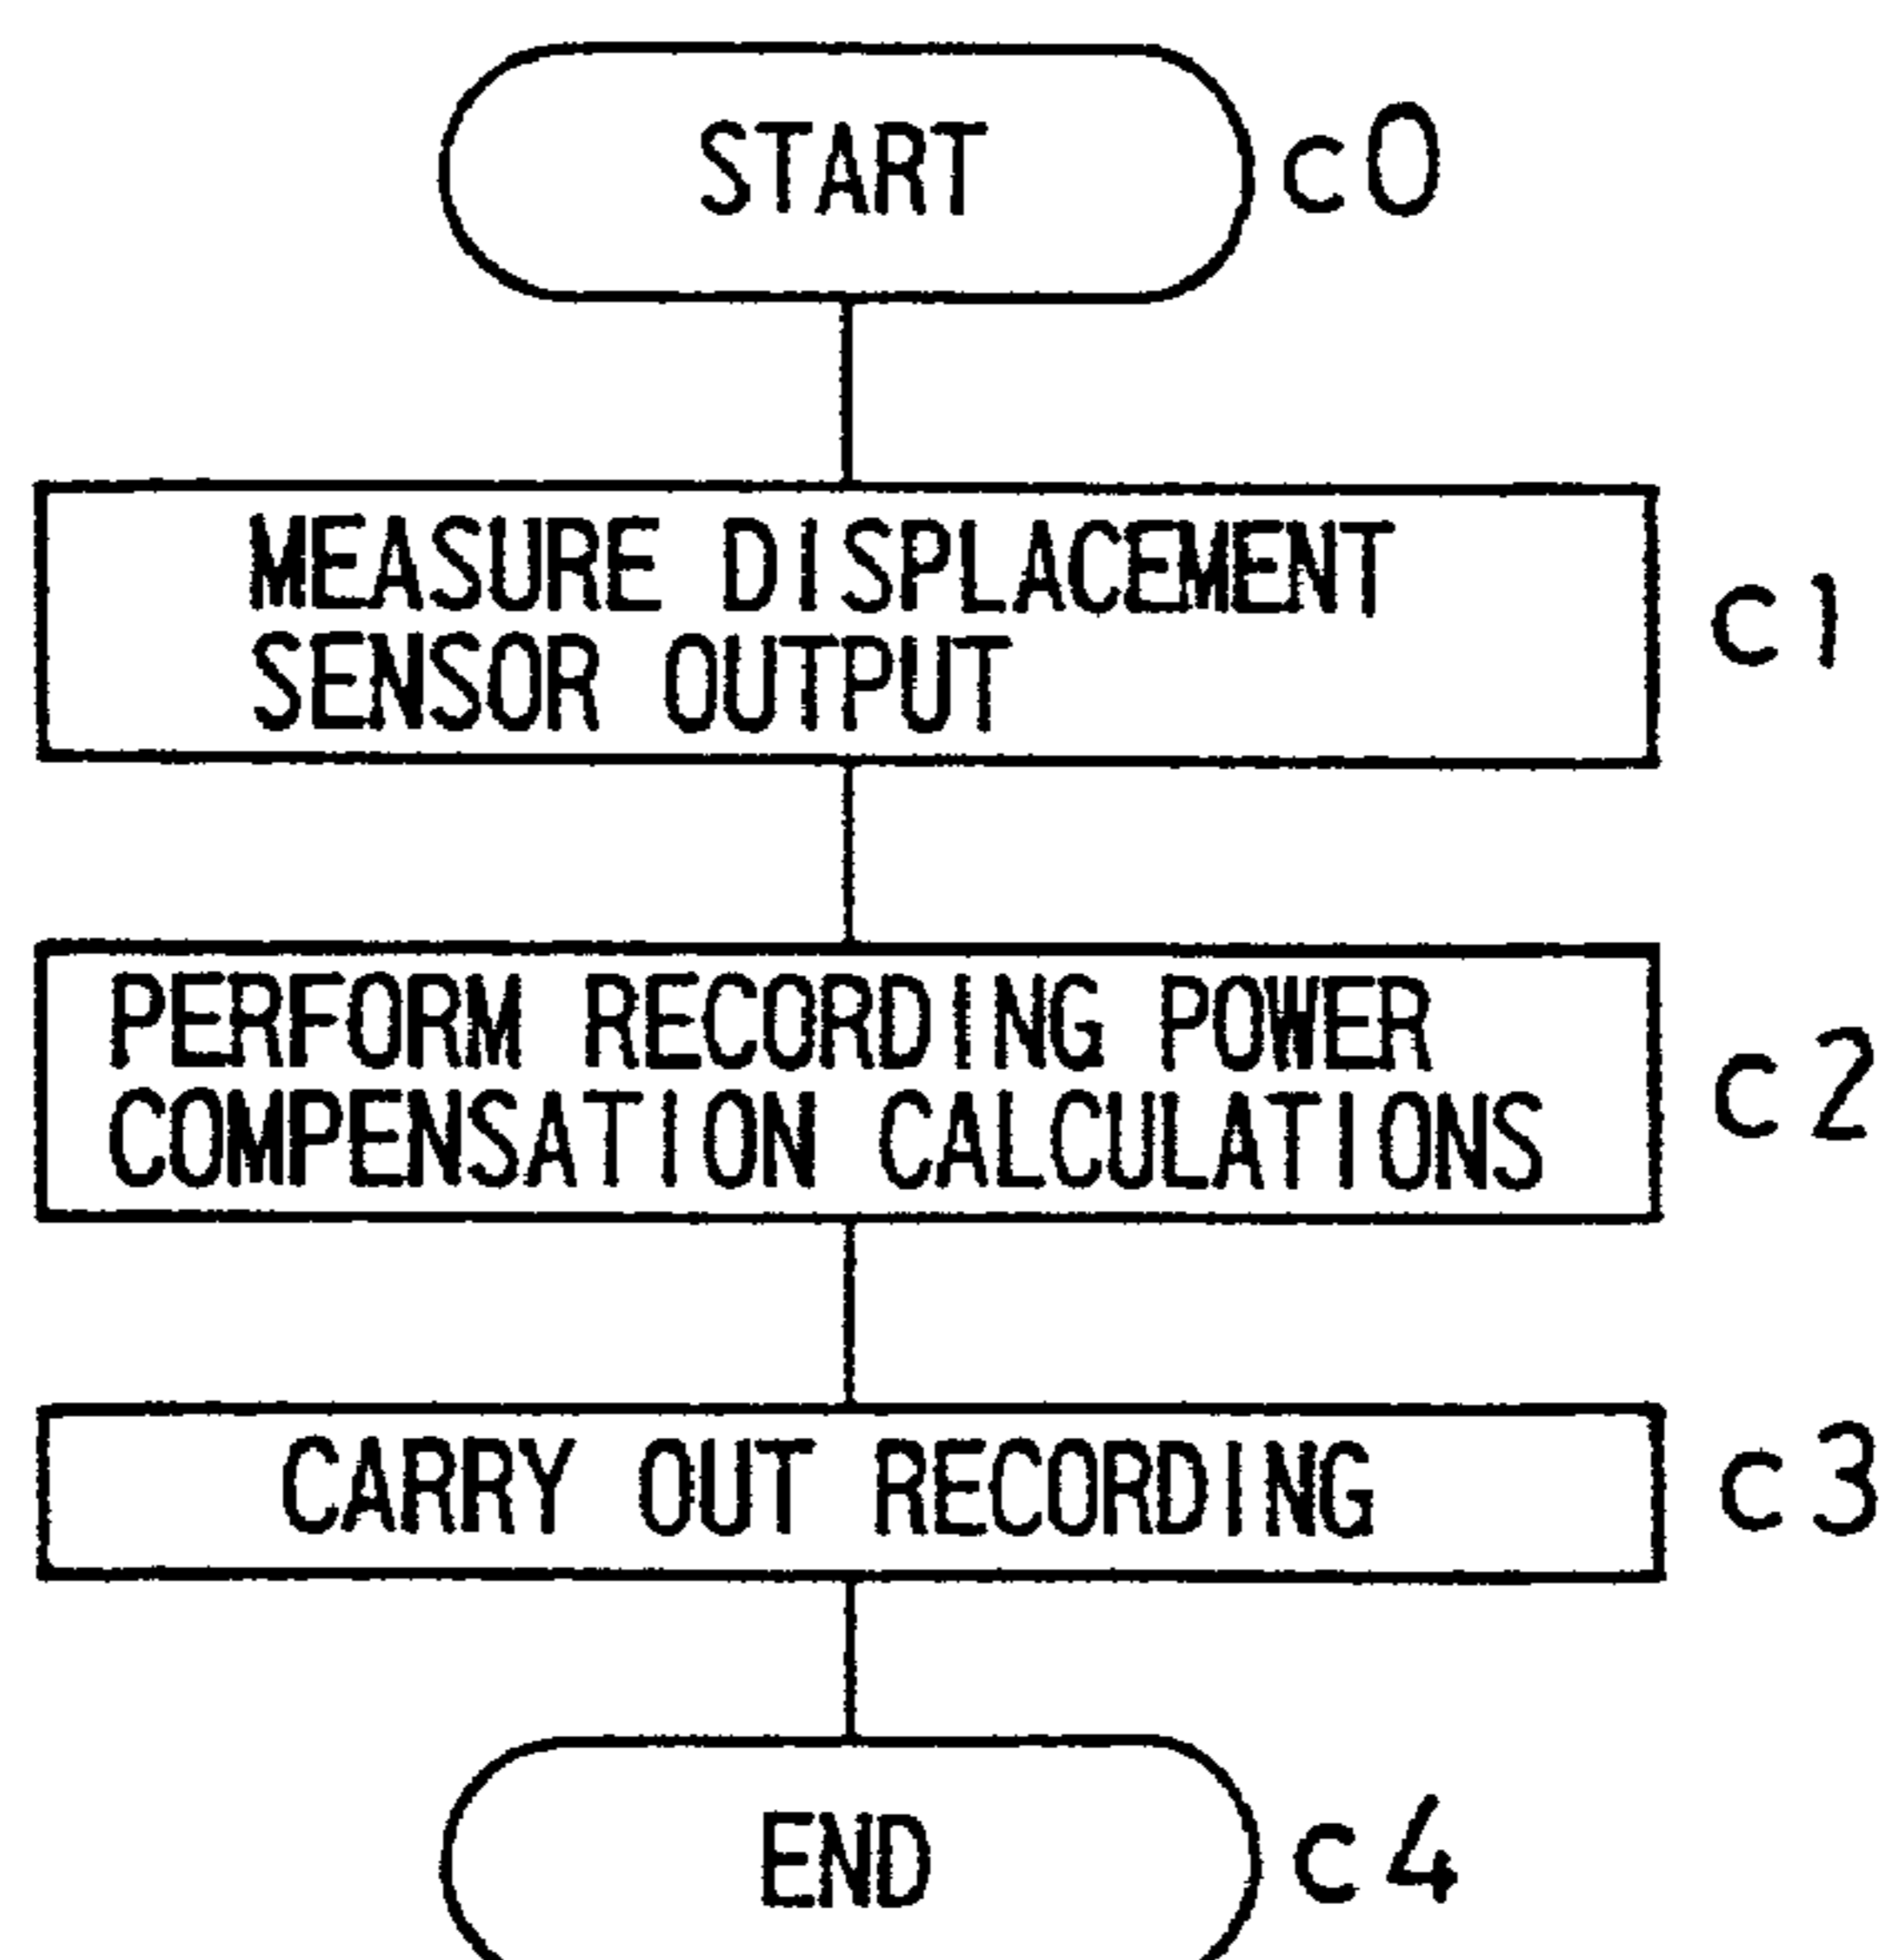 START c0
MEASURE DISPLACEMENT
SENSOR OUTPUT
c1
PERFORM RECORDING POWER
COMPENSATION CALCULATIONS
c2
CARRY OUT RECORDING c3
END c4